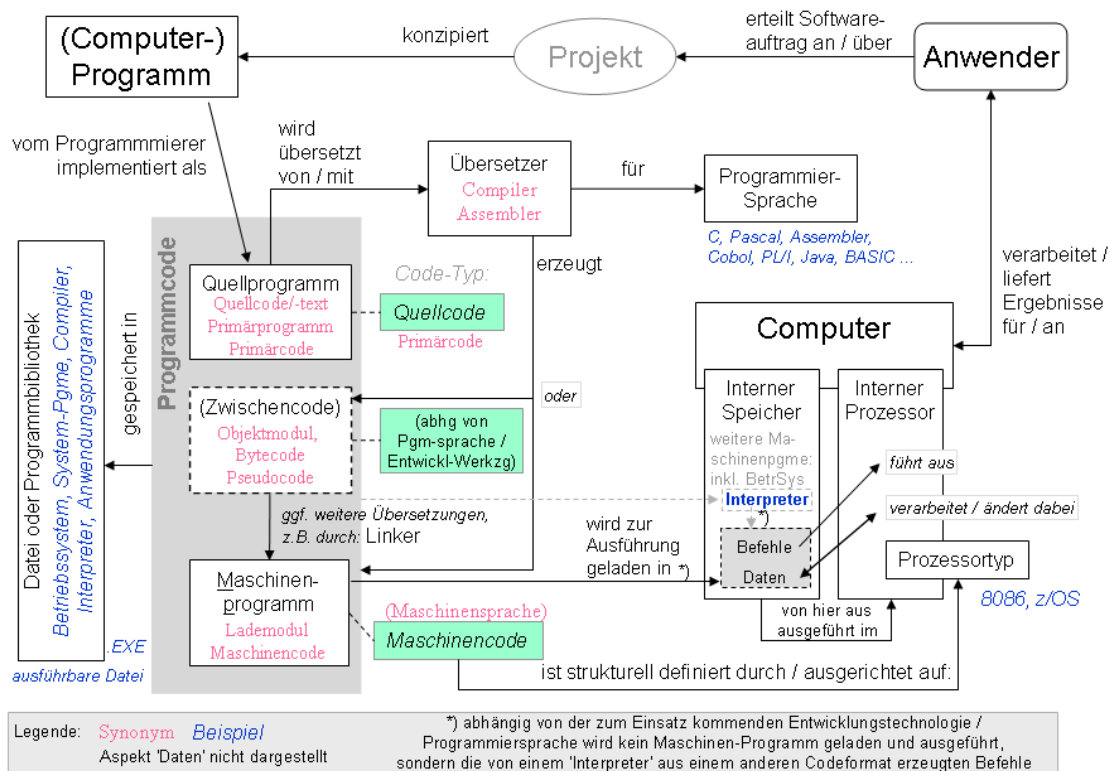 (Computer-)
Programm
konzipiert
Projekt
erteilt Software-
auftrag an / über
Anwender
vom Programmmierer
implementiert als
wird
übersetzt
von / mit
Übersetzer
Compiler
Assembler
für
Programmier-
Sprache
C, Pascal, Assembler,
Cobol, PL/I, Java, BASIC ...
erzeugt
verarbeitet /
liefert
Ergebnisse
für / an
Datei oder Programmbibliothek
Betriebssystem, System-Pgme, Compiler,
Interpreter, Anwendungsprogramme
.EXE
ausführbare Datei
gespeichert in
Programmcode
Quellprogramm
Quellcode/-text
Primärprogramm
Primärcode
Code-Typ:
Quellcode
Primärcode
(Zwischencode)
Objektmodul,
Bytecode
Pseudocode
oder
(abhg von
Pgm-sprache /
Entwickl-Werkzg)
ggf. weitere Übersetzungen,
z.B. durch: Linker
Maschinen-
programm
Lademodul
Maschinencode
(Maschinensprache)
Maschinencode
wird zur
Ausführung
geladen in *)
Computer
Interner
Speicher
weitere Ma-
schinenpgme:
inkl. BetrSys
Interpreter
*)
Befehle
Daten
Interner
Prozessor
führt aus
verarbeitet / ändert dabei
Prozessortyp
8086, z/OS
von hier aus
ausgeführt im
ist strukturell definiert durch / ausgerichtet auf:
Legende: Synonym Beispiel
Aspekt 'Daten' nicht dargestellt
*) abhängig von der zum Einsatz kommenden Entwicklungstechnologie /
Programmiersprache wird kein Maschinen-Programm geladen und ausgeführt,
sondern die von einem 'Interpreter' aus einem anderen Codeformat erzeugten Befehle